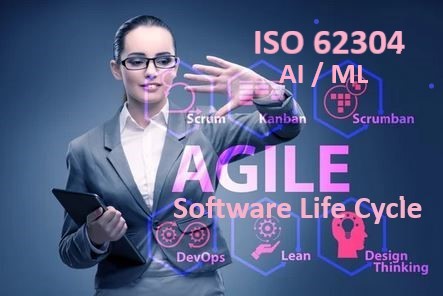 ISO 62304
AI / ML
Scrum Kanban Scrumban
AGILE
Software Life Cycle
DevOps Lean Design
Thinking